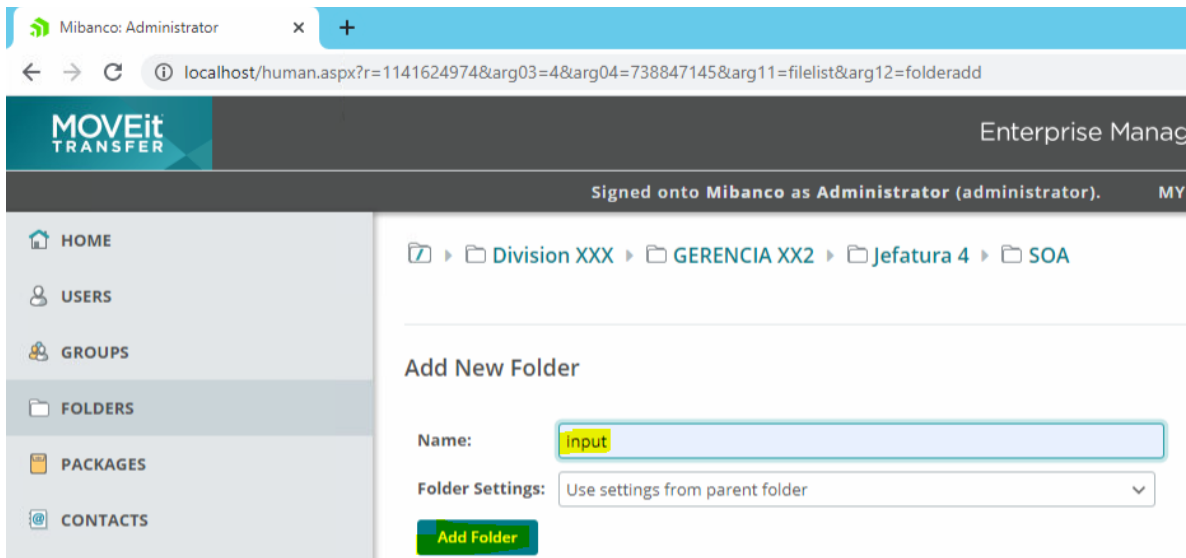 Mibanco: Administrator
localhost/human.aspx?r=1141624974&arg03=4&arg04=738847145&arg11=filelist&arg12=folderadd
MOVEit
TRANSFER
Enterprise Manag
Signed onto Mibanco as Administrator (administrator). MY
HOME
Division XXX GERENCIA XX2 Jefatura 4 SOA
USERS
GROUPS
FOLDERS
PACKAGES
CONTACTS
Add New Folder
Name: input
Folder Settings: Use settings from parent folder
Add Folder